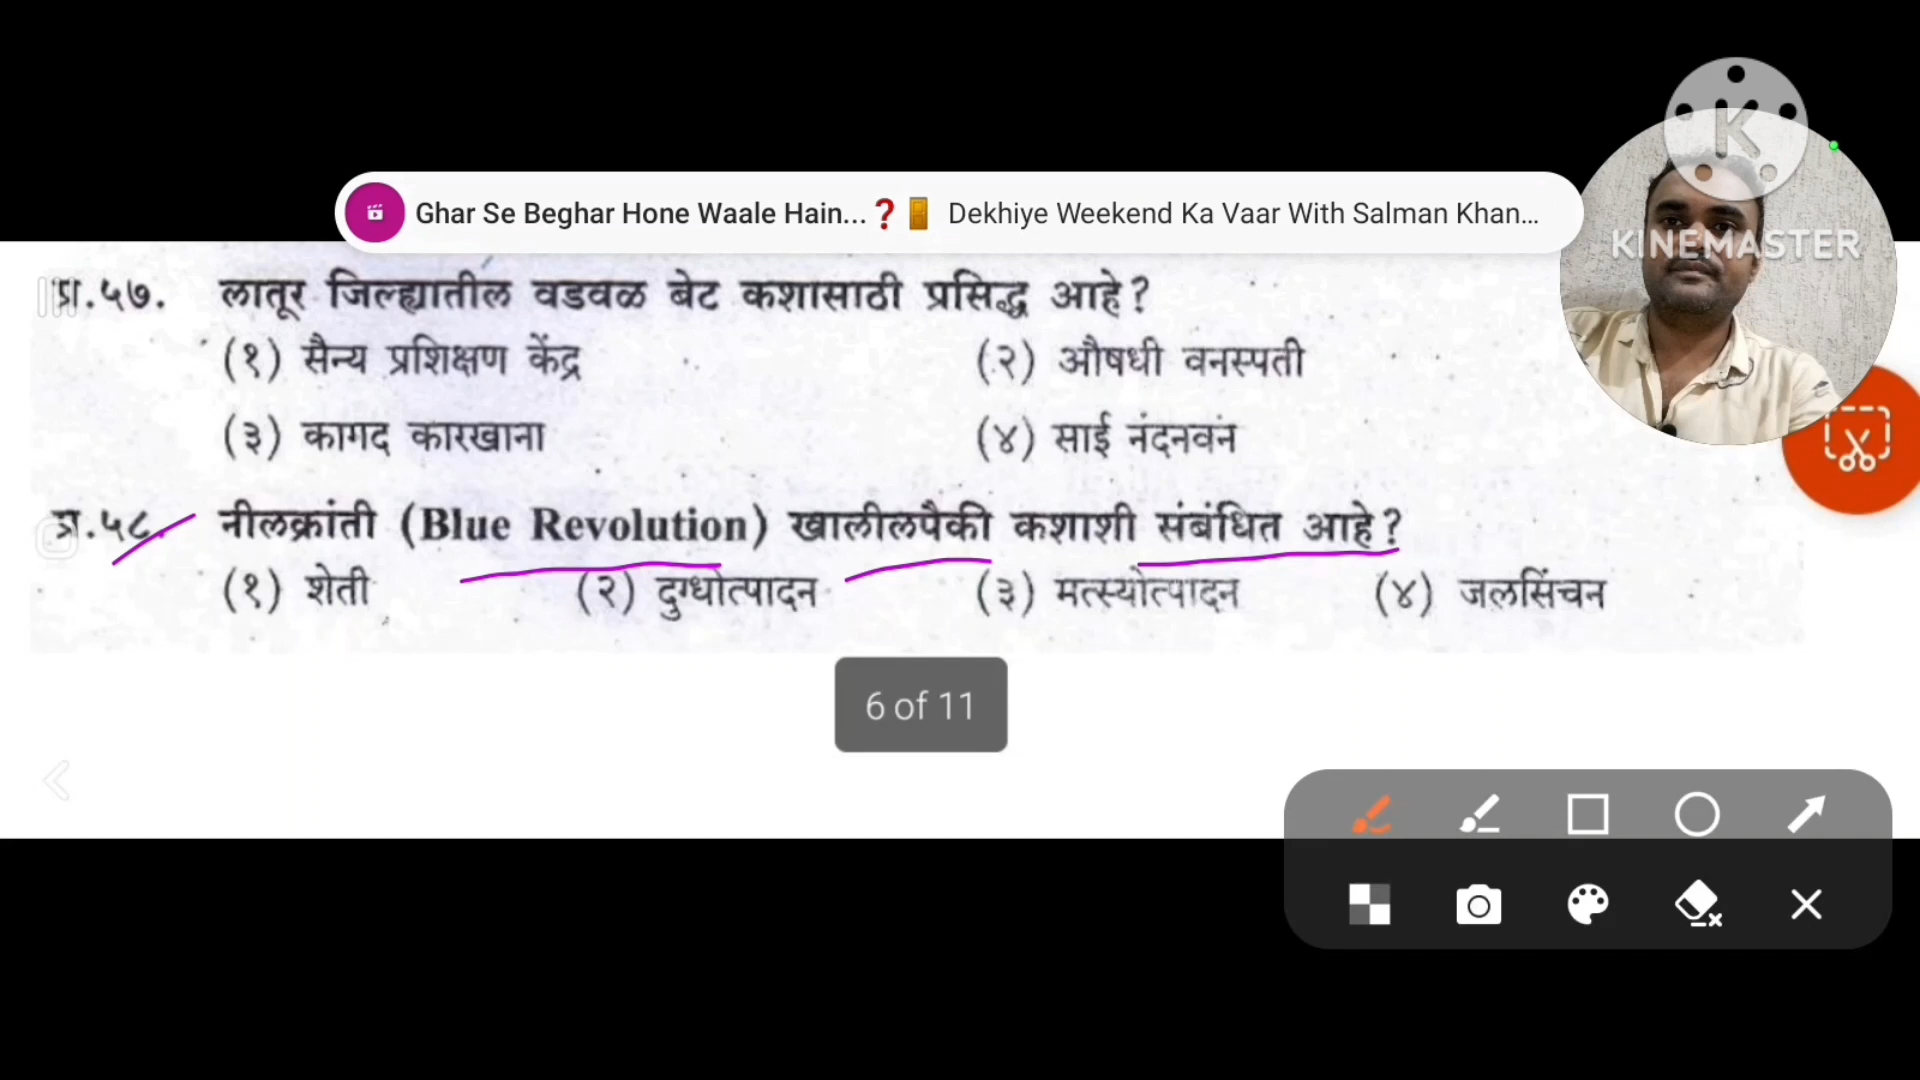 Ghar Se Beghar Hone Waale Hain...❓🚪 Dekhiye Weekend Ka Vaar With Salman Khan...
K
KINEMASTER
प्र.५७. लातूर जिल्ह्यातील वडवळ बेट कशासाठी प्रसिद्ध आहे?
(१) सैन्य प्रशिक्षण केंद्र (२) औषधी वनस्पती
(३) कागद कारखाना (४) साई नंदनवन
प्र.५८. नीलक्रांती (Blue Revolution) खालीलपैकी कशाशी संबंधित आहे?
(१) शेती (२) दुग्धोत्पादन (३) मत्स्योत्पादन (४) जलसिंचन
6 of 11